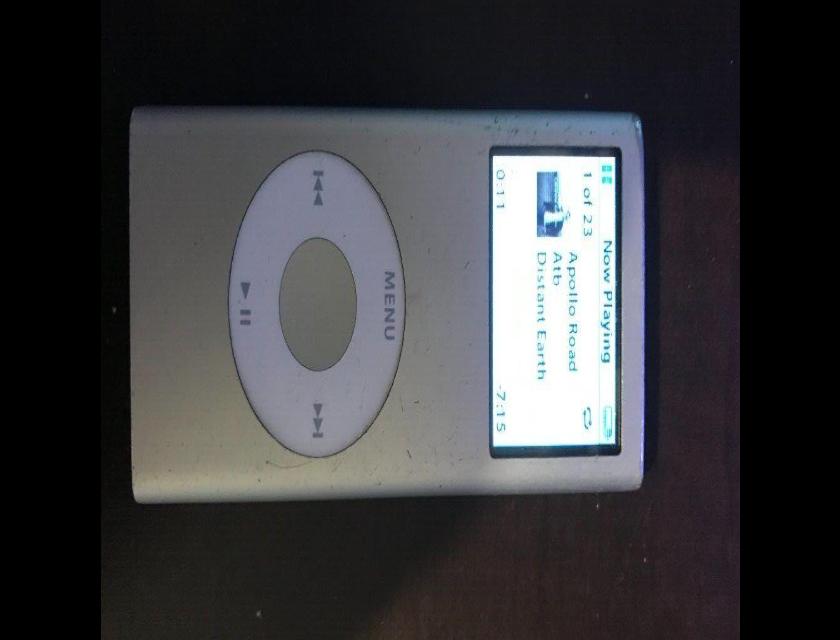 Now Playing
1 of 23
Apollo Road
Atb
Distant Earth
0:11
-7:15
MENU